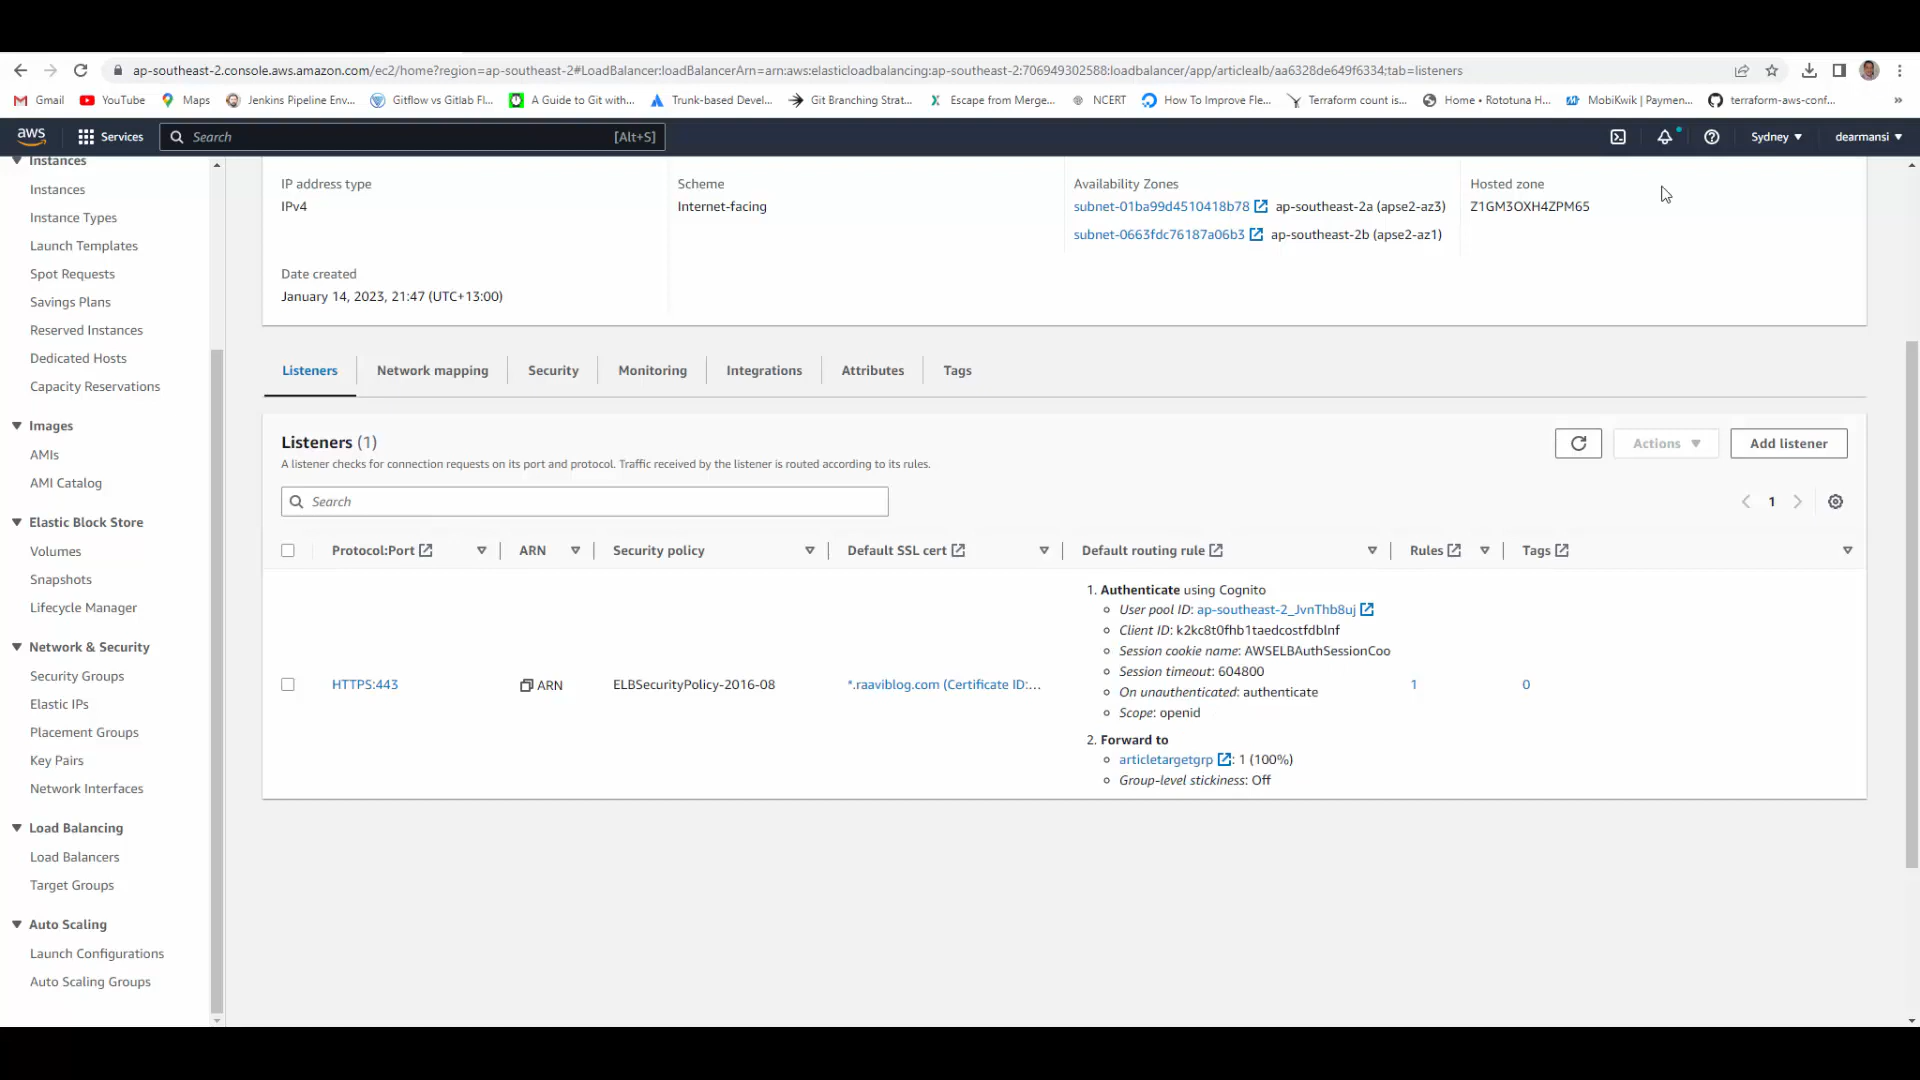 ap-southeast-2.console.aws.amazon.com/ec2/home?region=ap-southeast-2#LoadBalancer:loadBalancerArn=arn:aws:elasticloadbalancing:ap-southeast-2:706949302588:loadbalancer/app/articlealb/aa6328de649f6334;tab=listeners
Gmail YouTube Maps Jenkins Pipeline Env... Gitflow vs Gitlab Fl... A Guide to Git with... Trunk-based Devel... Git Branching Strat... Escape from Merge... NCERT How To Improve Fle... Terraform count is... Home • Rototuna H... MobiKwik | Paymen... terraform-aws-conf... »
aws Services Search [Alt+S] Sydney dearmansi
Instances
Instances
Instance Types
Launch Templates
Spot Requests
Savings Plans
Reserved Instances
Dedicated Hosts
Capacity Reservations
Images
AMIs
AMI Catalog
Elastic Block Store
Volumes
Snapshots
Lifecycle Manager
Network & Security
Security Groups
Elastic IPs
Placement Groups
Key Pairs
Network Interfaces
Load Balancing
Load Balancers
Target Groups
Auto Scaling
Launch Configurations
Auto Scaling Groups
IP address type
IPv4
Scheme
Internet-facing
Availability Zones
subnet-01ba99d4510418b78 ap-southeast-2a (apse2-az3)
subnet-0663fdc76187a06b3 ap-southeast-2b (apse2-az1)
Hosted zone
Z1GM3OXH4ZPM65
Date created
January 14, 2023, 21:47 (UTC+13:00)
Listeners Network mapping Security Monitoring Integrations Attributes Tags
Listeners (1)
A listener checks for connection requests on its port and protocol. Traffic received by the listener is routed according to its rules.
Actions Add listener
Search
1
Protocol:Port ARN Security policy Default SSL cert Default routing rule Rules Tags
HTTPS:443 ARN ELBSecurityPolicy-2016-08 *.raaviblog.com (Certificate ID:...
1. Authenticate using Cognito
User pool ID: ap-southeast-2_JvnThb8uj
Client ID: k2kc8t0fhb1taedcostfdblnf
Session cookie name: AWSELBAuthSessionCoo
Session timeout: 604800
On unauthenticated: authenticate
Scope: openid
2. Forward to
articletargetgrp : 1 (100%)
Group-level stickiness: Off
1 0